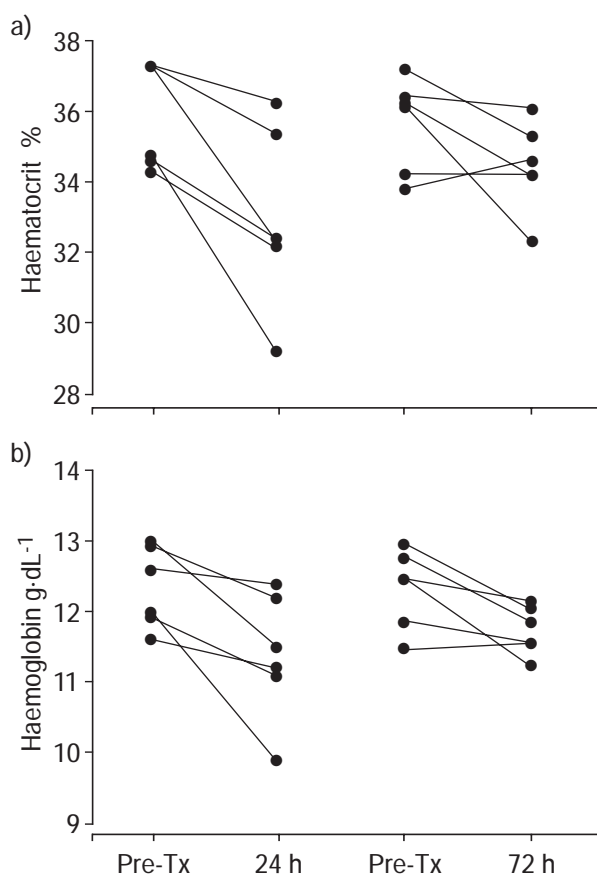 a)
38
36
34
32
30
28
Haematocrit %
b)
14
13
12
11
10
9
Haemoglobin g·dL-1
Pre-Tx 24 h Pre-Tx 72 h